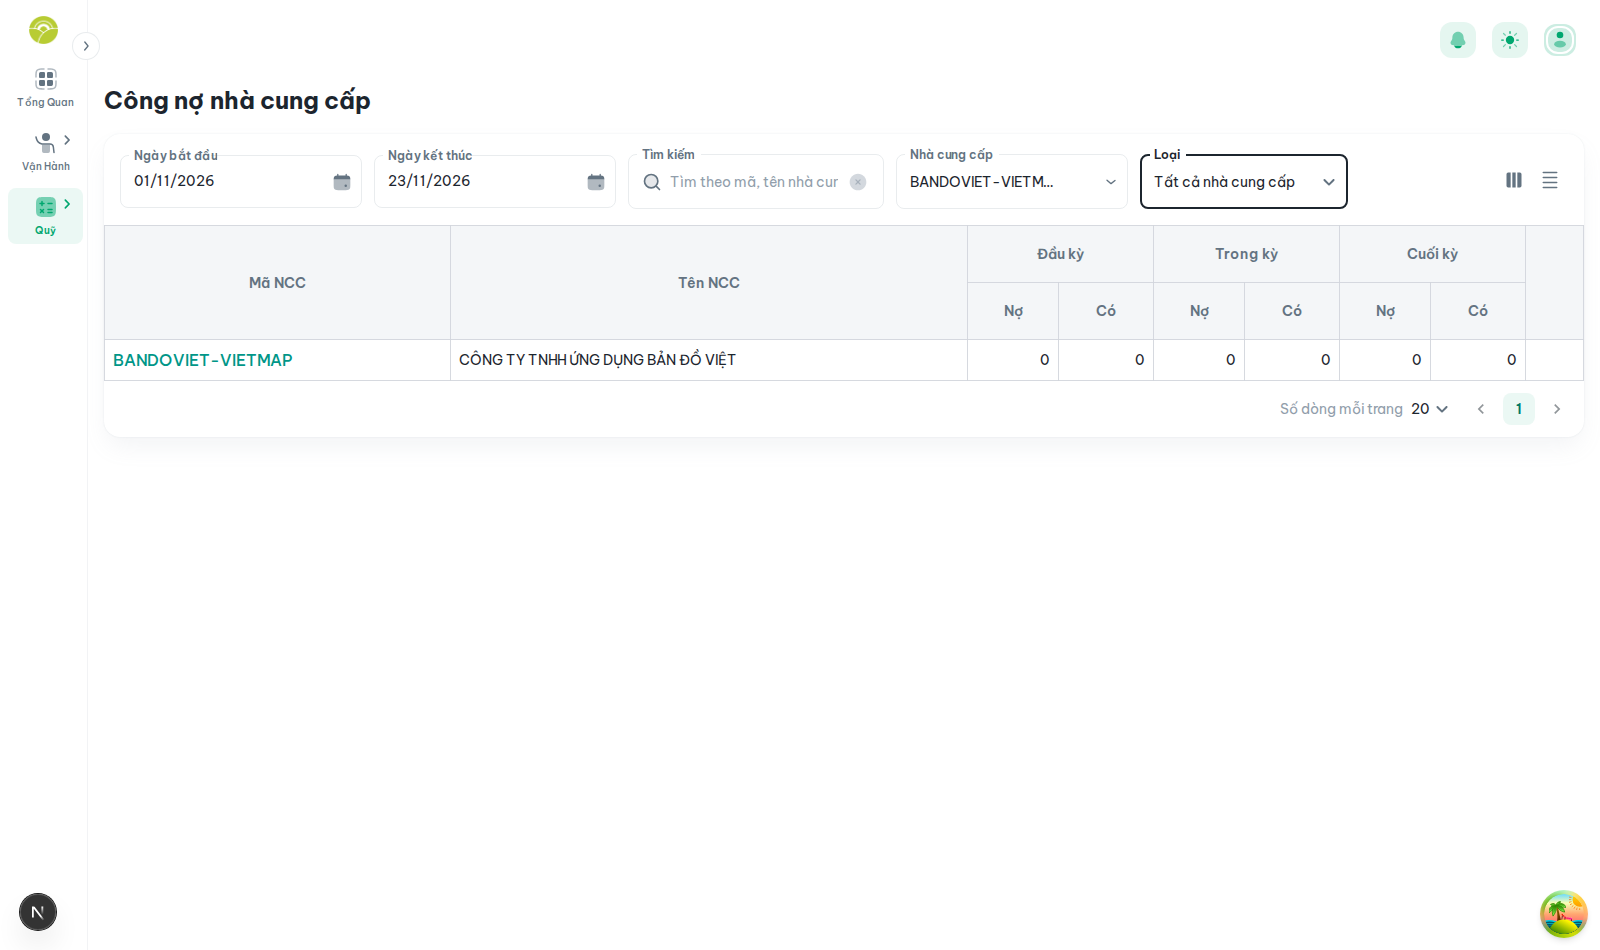 Tổng Quan
Vận Hành
Quỹ
Công nợ nhà cung cấp
Ngày bắt đầu
01/11/2026
Ngày kết thúc
23/11/2026
Tìm kiếm
Tìm theo mã, tên nhà cur
Nhà cung cấp
BANDOVIET-VIETM...
Loại
Tất cả nhà cung cấp
Mã NCC
Tên NCC
Đầu kỳ
Trong kỳ
Cuối kỳ
Nợ
Có
Nợ
Có
Nợ
Có
BANDOVIET-VIETMAP
CÔNG TY TNHH ỨNG DỤNG BẢN ĐỒ VIỆT
0
0
0
0
0
0
Số dòng mỗi trang
20
1
N